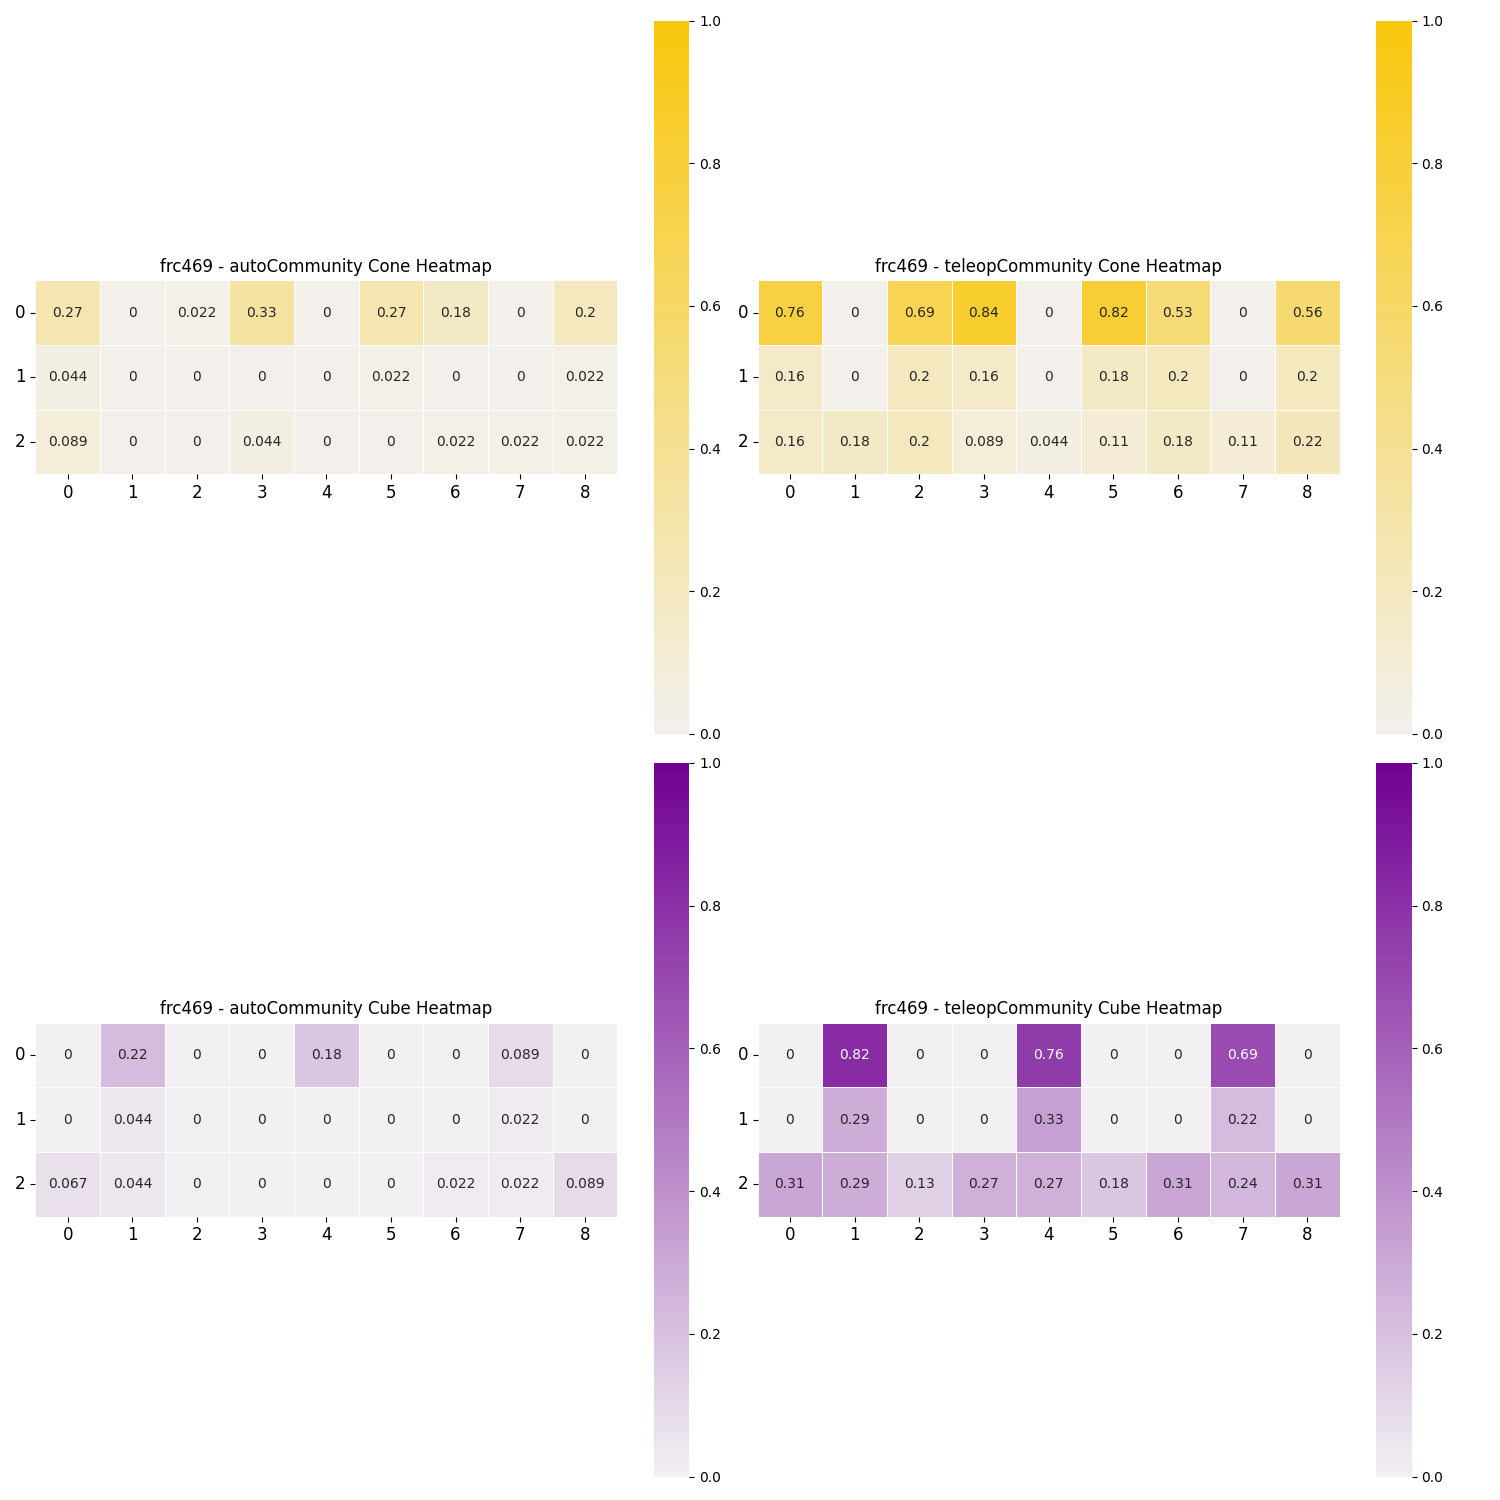 frc469 - autoCommunity Cone Heatmap
0 0.27 0 0.022 0.33 0 0.27 0.18 0 0.2
1 0.044 0 0 0 0 0.022 0 0 0.022
2 0.089 0 0 0.044 0 0 0.022 0.022 0.022
0 1 2 3 4 5 6 7 8
1.0
0.8
0.6
0.4
0.2
0.0
frc469 - teleopCommunity Cone Heatmap
0.76 0 0.69 0.84 0 0.82 0.53 0 0.56
0.16 0 0.2 0.16 0 0.18 0.2 0 0.2
0.16 0.18 0.2 0.089 0.044 0.11 0.18 0.11 0.22
0 1 2 3 4 5 6 7 8
0
1
2
1.0
0.8
0.6
0.4
0.2
0.0
frc469 - autoCommunity Cube Heatmap
0 0 0.22 0 0 0.18 0 0 0.089 0
1 0 0.044 0 0 0 0 0 0.022 0
2 0.067 0.044 0 0 0 0 0.022 0.022 0.089
0 1 2 3 4 5 6 7 8
1.0
0.8
0.6
0.4
0.2
0.0
frc469 - teleopCommunity Cube Heatmap
0 0 0.82 0 0 0.76 0 0 0.69 0
1 0 0.29 0 0 0.33 0 0 0.22 0
2 0.31 0.29 0.13 0.27 0.27 0.18 0.31 0.24 0.31
0 1 2 3 4 5 6 7 8
1.0
0.8
0.6
0.4
0.2
0.0